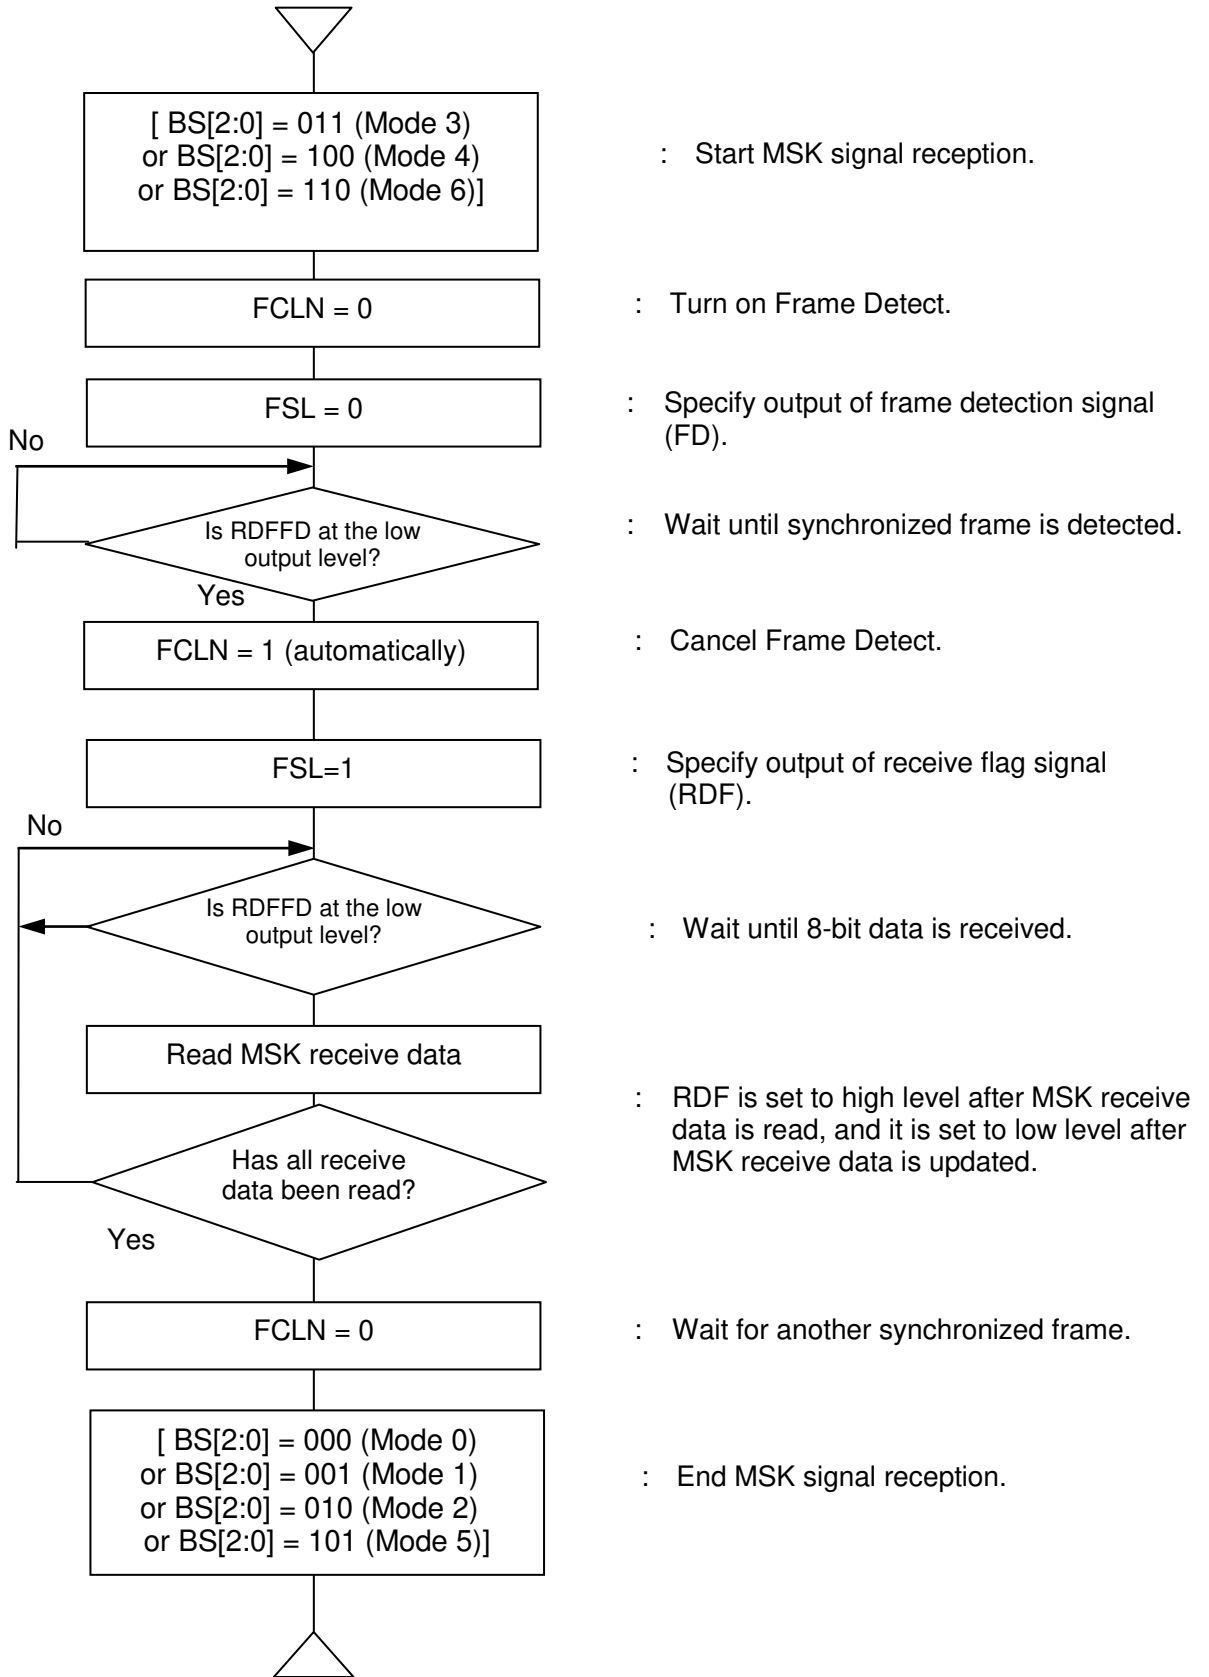 [ BS[2:0] = 011 (Mode 3)
or BS[2:0] = 100 (Mode 4)
or BS[2:0] = 110 (Mode 6)]
: Start MSK signal reception.
FCLN = 0
: Turn on Frame Detect.
FSL = 0
: Specify output of frame detection signal
(FD).
No
Is RDFFD at the low
output level?
: Wait until synchronized frame is detected.
Yes
FCLN = 1 (automatically)
: Cancel Frame Detect.
FSL=1
: Specify output of receive flag signal
(RDF).
No
Is RDFFD at the low
output level?
: Wait until 8-bit data is received.
Read MSK receive data
: RDF is set to high level after MSK receive
data is read, and it is set to low level after
MSK receive data is updated.
Has all receive
data been read?
Yes
FCLN = 0
: Wait for another synchronized frame.
[ BS[2:0] = 000 (Mode 0)
or BS[2:0] = 001 (Mode 1)
or BS[2:0] = 010 (Mode 2)
or BS[2:0] = 101 (Mode 5)]
: End MSK signal reception.